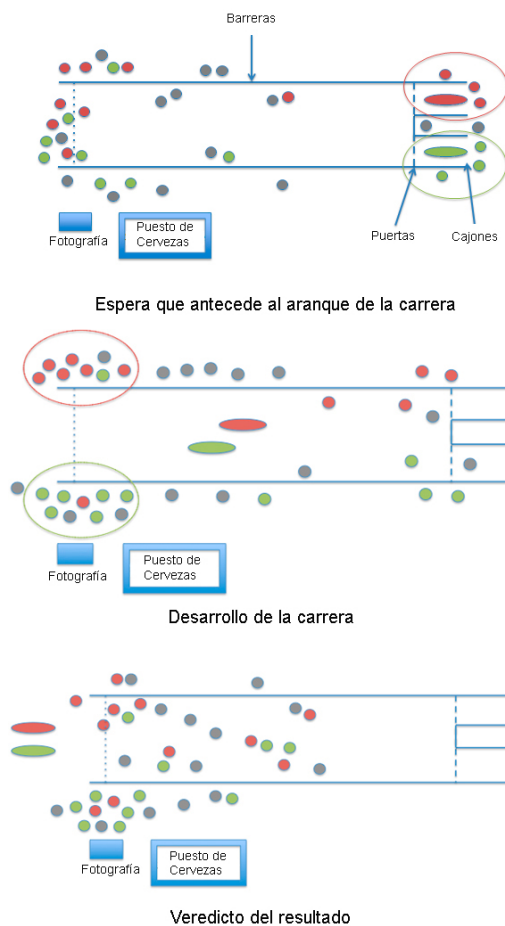 Barreras
Fotografía
Puesto de
Cervezas
Puertas
Cajones
Espera que antecede al aranque de la carrera
Fotografía
Puesto de
Cervezas
Desarrollo de la carrera
Fotografía
Puesto de
Cervezas
Veredicto del resultado